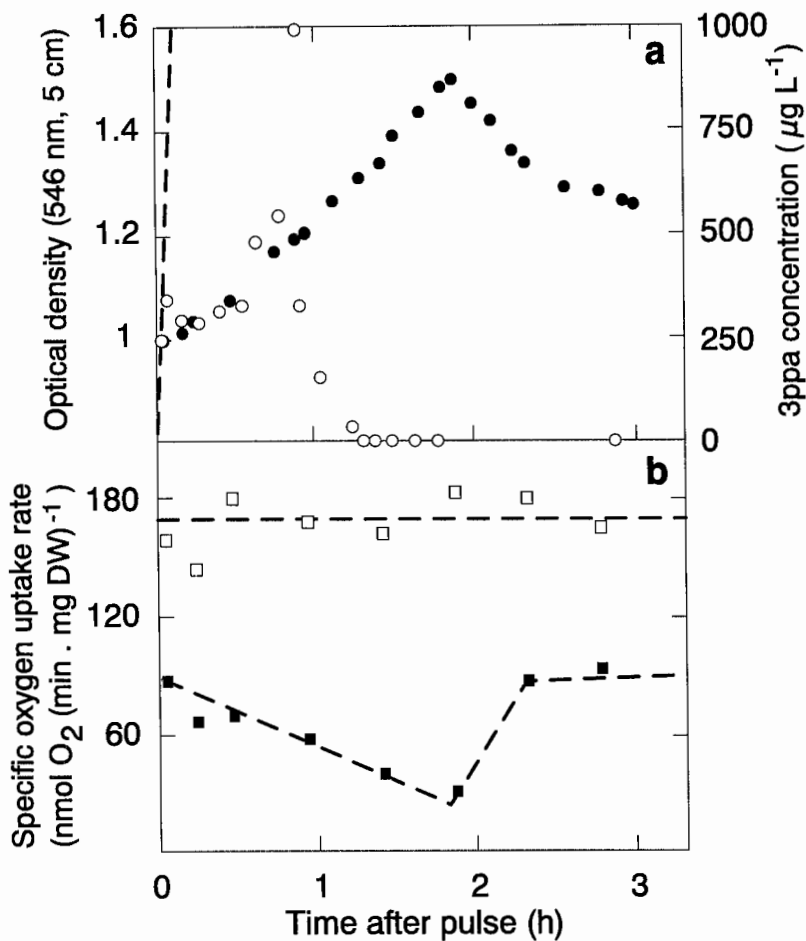 a
1.6
1.4
1.2
1
Optical density (546 nm, 5 cm)
1000
750
500
250
0
3ppa concentration ( µg L-1)
b
180
120
60
Specific oxygen uptake rate
(nmol O2 (min . mg DW)-1
0 1 2 3
Time after pulse (h)